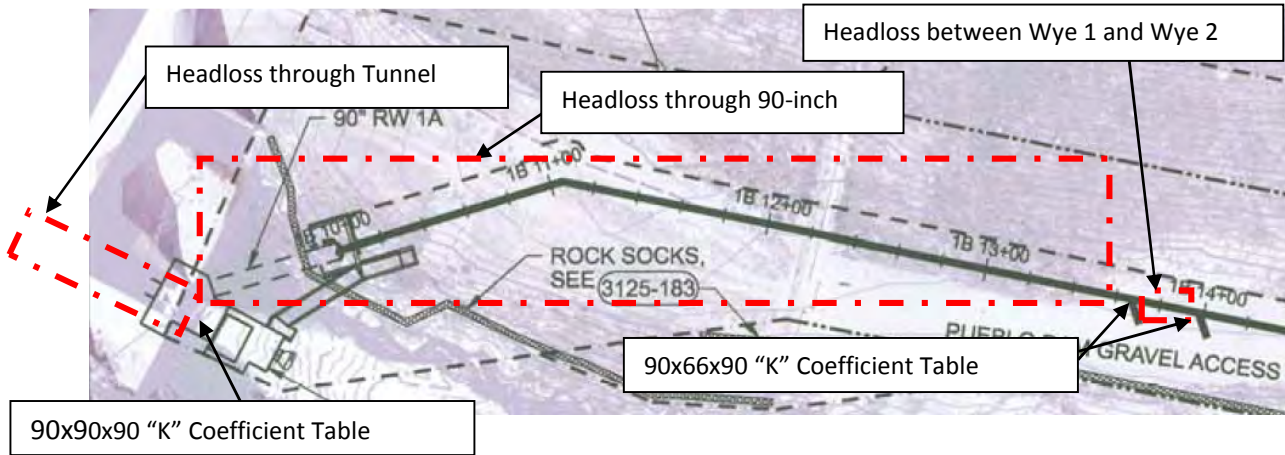 Headloss between Wye 1 and Wye 2
Headloss through Tunnel
Headloss through 90-inch
90" RW 1A
1B 11+00
1B 12+00
10+00
1B 13+00
ROCK SOCKS,
SEE 3125-183
14+00
GRAVEL ACCESS
90x66x90 “K” Coefficient Table
90x90x90 “K” Coefficient Table